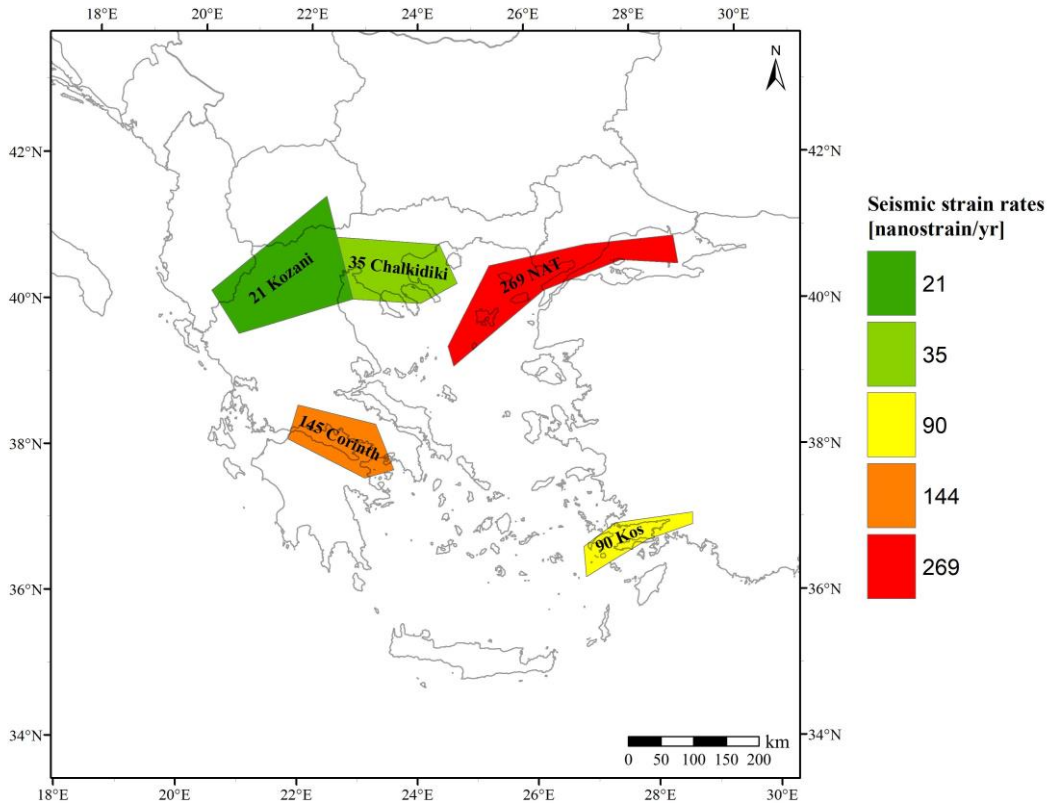 20°E 22°E 24°E 26°E 28°E 30°E
N
42°N 42°N
Seismic strain rates
[nanostrain/yr]
21
35
90
144
269
40°N 40°N
21 Kozani
35 Chalkidiki
269 NAT
38°N 38°N
145 Corinth
90 Kos
36°N 36°N
34°N 34°N
km
0 50 100 150 200
18°E 20°E 22°E 24°E 26°E 28°E 30°E